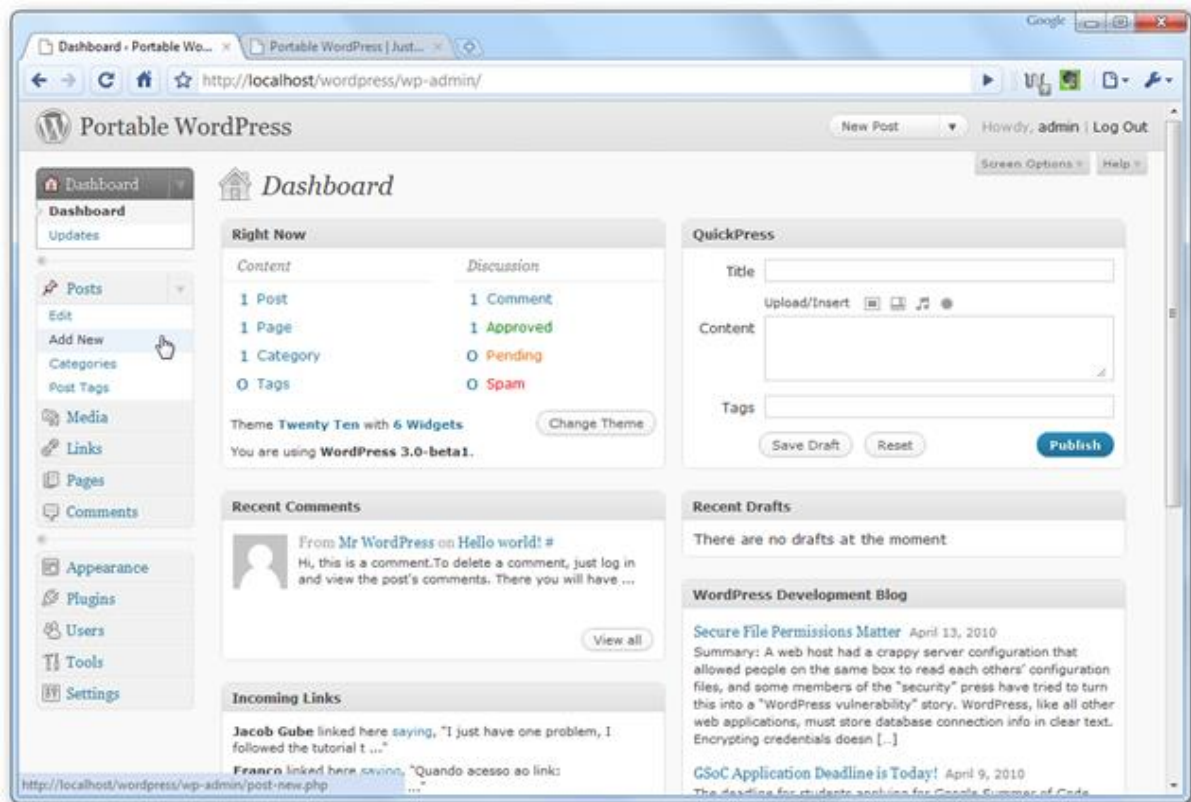 Google
Dashboard ‹ Portable Wo...
Portable WordPress | Just...
http://localhost/wordpress/wp-admin/
Portable WordPress
New Post
Howdy, admin | Log Out
Screen Options
Help
Dashboard
Dashboard
Updates
Posts
Edit
Add New
Categories
Post Tags
Media
Links
Pages
Comments
Appearance
Plugins
Users
Tools
Settings
Dashboard
Right Now
Content
Discussion
1 Post
1 Comment
1 Page
1 Approved
1 Category
0 Pending
0 Tags
0 Spam
Theme Twenty Ten with 6 Widgets
Change Theme
You are using WordPress 3.0-beta1.
Recent Comments
From Mr WordPress on Hello world! #
Hi, this is a comment.To delete a comment, just log in
and view the post's comments. There you will have ...
View all
Incoming Links
Jacob Gube linked here saying, "I just have one problem, I
followed the tutorial t ..."
Franco linked here saying, "Quando acesso ao link:
..."
QuickPress
Title
Upload/Insert
Content
Tags
Save Draft
Reset
Publish
Recent Drafts
There are no drafts at the moment
WordPress Development Blog
Secure File Permissions Matter April 13, 2010
Summary: A web host had a crappy server configuration that
allowed people on the same box to read each others' configuration
files, and some members of the "security" press have tried to turn
this into a "WordPress vulnerability" story. WordPress, like all other
web applications, must store database connection info in clear text.
Encrypting credentials doesn [...]
GSoC Application Deadline is Today! April 9, 2010
The deadline for students applying for Google Summer of Code
http://localhost/wordpress/wp-admin/post-new.php